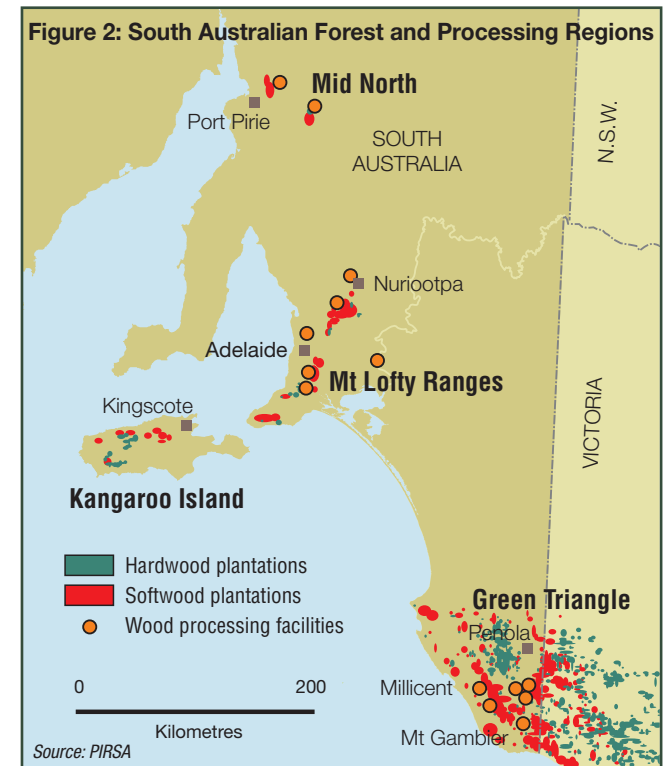 Figure 2: South Australian Forest and Processing Regions
Mid North
Port Pirie
SOUTH
AUSTRALIA
N.S.W.
Nuriootpa
Adelaide
Mt Lofty Ranges
Kingscote
VICTORIA
Kangaroo Island
Hardwood plantations
Softwood plantations
Wood processing facilities
Green Triangle
Penola
0 200
Kilometres
Millicent
Mt Gambier
Source: PIRSA